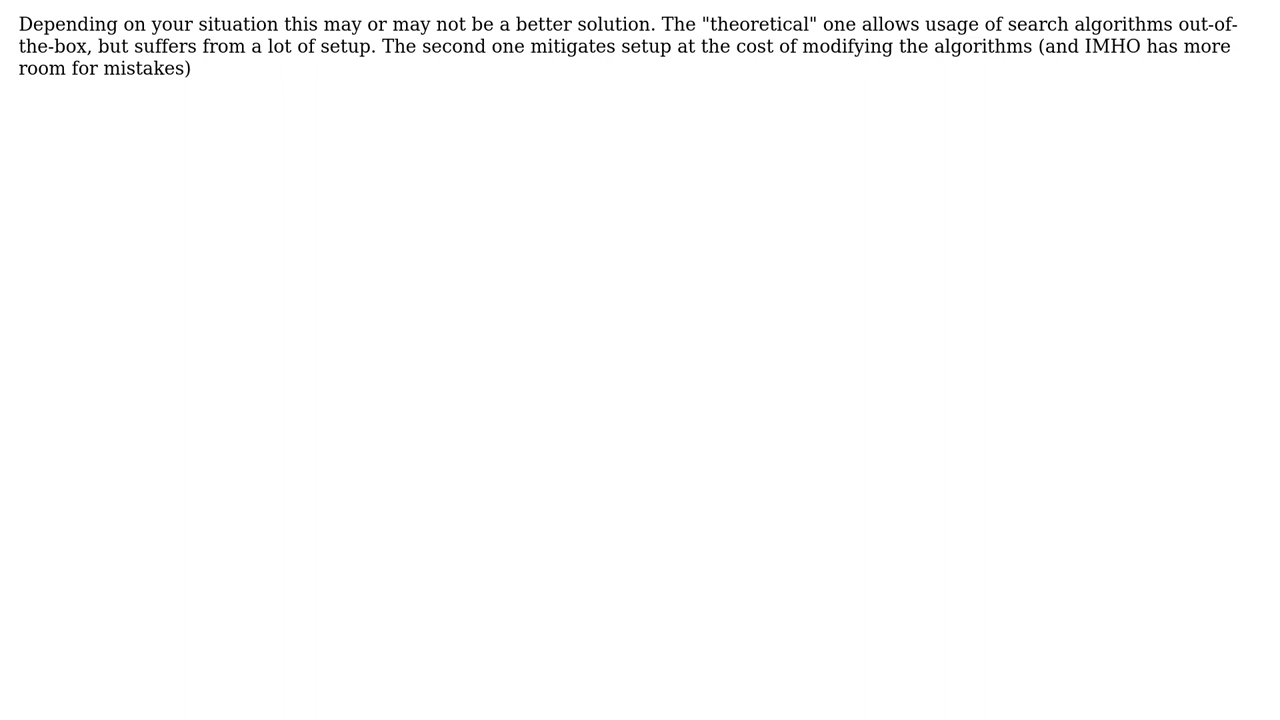 Depending on your situation this may or may not be a better solution. The "theoretical" one allows usage of search algorithms out-of-
the-box, but suffers from a lot of setup. The second one mitigates setup at the cost of modifying the algorithms (and IMHO has more
room for mistakes)